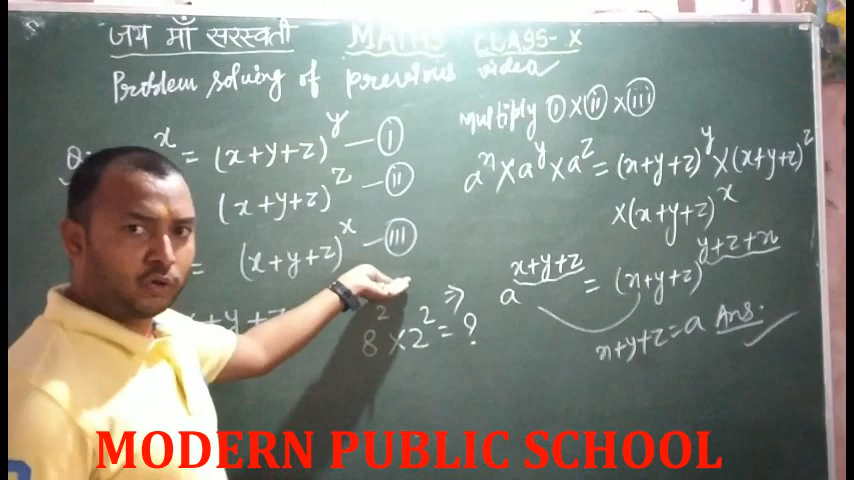 जय माँ सरस्वती MATHS CLASS-X
Problem solving of previous video
Q: x = (x+y+z)^y — (i)
(x+y+z)^z — (ii)
= (x+y+z)^x — (iii)
x+y+z
8^2 × 2^2 = ?
Multiply (i) × (ii) × (iii)
a^x × a^y × a^z = (x+y+z)^y × (x+y+z)^z
× (x+y+z)^x
a^x+y+z = (x+y+z)^y+z+x
x+y+z = a Ans.
MODERN PUBLIC SCHOOL